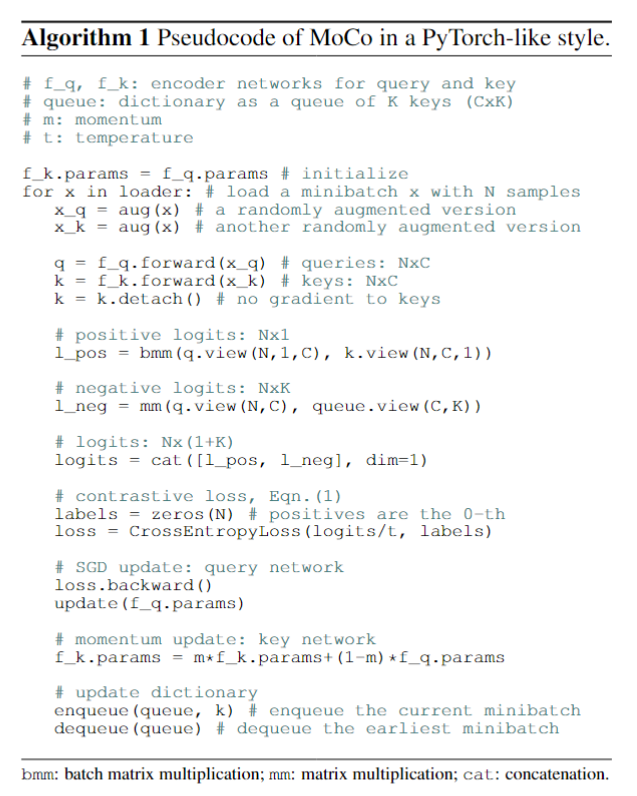 Algorithm 1 Pseudocode of MoCo in a PyTorch-like style.
# f_q, f_k: encoder networks for query and key
# queue: dictionary as a queue of K keys (CxK)
# m: momentum
# t: temperature
f_k.params = f_q.params # initialize
for x in loader: # load a minibatch x with N samples
x_q = aug(x) # a randomly augmented version
x_k = aug(x) # another randomly augmented version
q = f_q.forward(x_q) # queries: NxC
k = f_k.forward(x_k) # keys: NxC
k = k.detach() # no gradient to keys
# positive logits: Nx1
l_pos = bmm(q.view(N,1,C), k.view(N,C,1))
# negative logits: NxK
l_neg = mm(q.view(N,C), queue.view(C,K))
# logits: Nx(1+K)
logits = cat([l_pos, l_neg], dim=1)
# contrastive loss, Eqn.(1)
labels = zeros(N) # positives are the 0-th
loss = CrossEntropyLoss(logits/t, labels)
# SGD update: query network
loss.backward()
update(f_q.params)
# momentum update: key network
f_k.params = m*f_k.params+(1-m)*f_q.params
# update dictionary
enqueue(queue, k) # enqueue the current minibatch
dequeue(queue) # dequeue the earliest minibatch
bmm: batch matrix multiplication; mm: matrix multiplication; cat: concatenation.